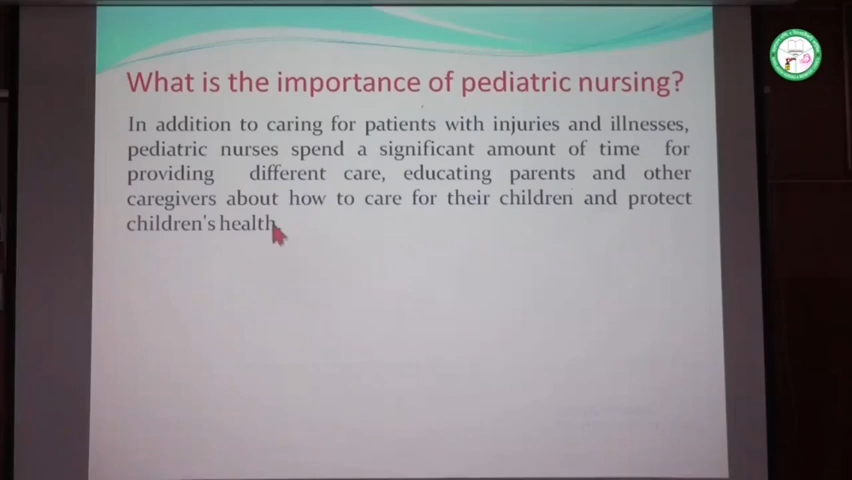 What is the importance of pediatric nursing?
In addition to caring for patients with injuries and illnesses,
pediatric nurses spend a significant amount of time for
providing different care, educating parents and other
caregivers about how to care for their children and protect
children's health.